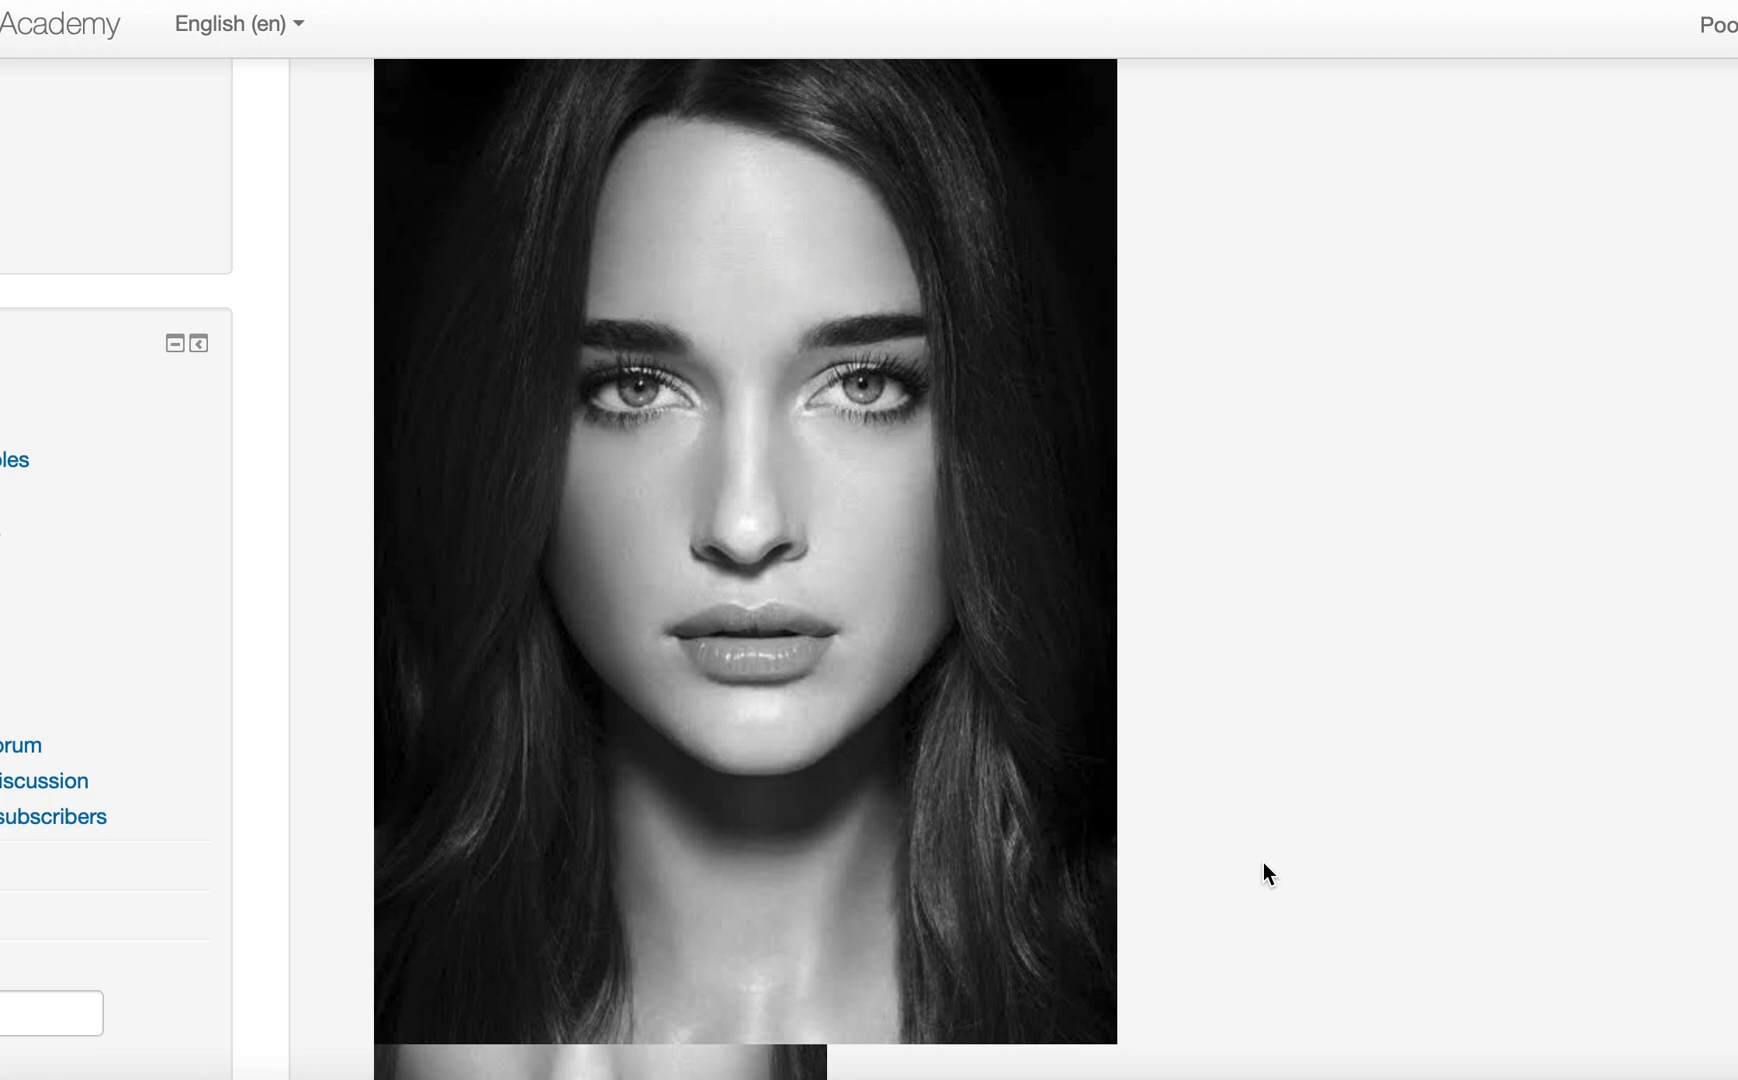 Academy
English (en)
Poo
les
orum
iscussion
subscribers